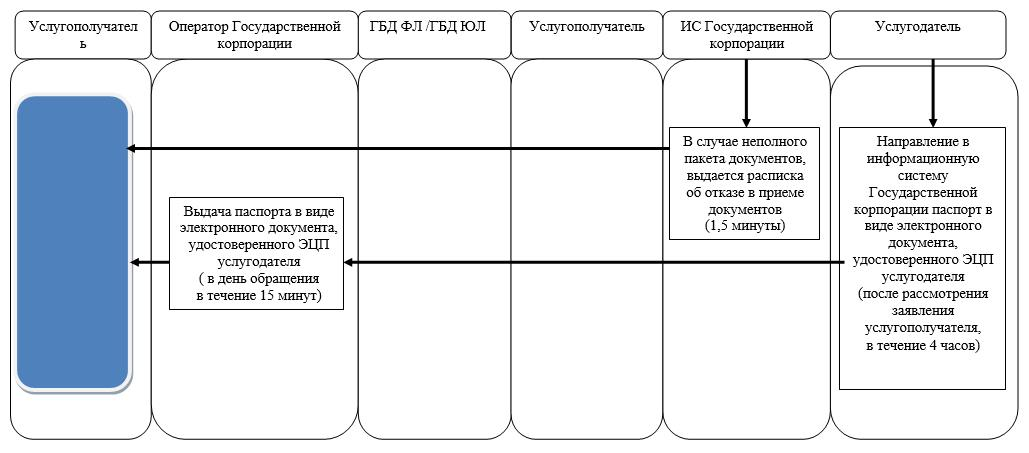 Услугополучател
ь
Оператор Государственной
корпорации
ГБД ФЛ /ГБД ЮЛ
Услугополучатель
ИС Государственной
корпорации
Услугодатель
В случае неполного
пакета документов,
выдается расписка
об отказе в приеме
документов
(1,5 минуты)
Направление в
информационную
систему
Государственной
корпорации паспорт в
виде электронного
документа,
удостоверенного ЭЦП
услугодателя
(после рассмотрения
заявления
услугополучателя,
в течение 4 часов)
Выдача паспорта в виде
электронного документа,
удостоверенного ЭЦП
услугодателя
( в день обращения
в течение 15 минут)